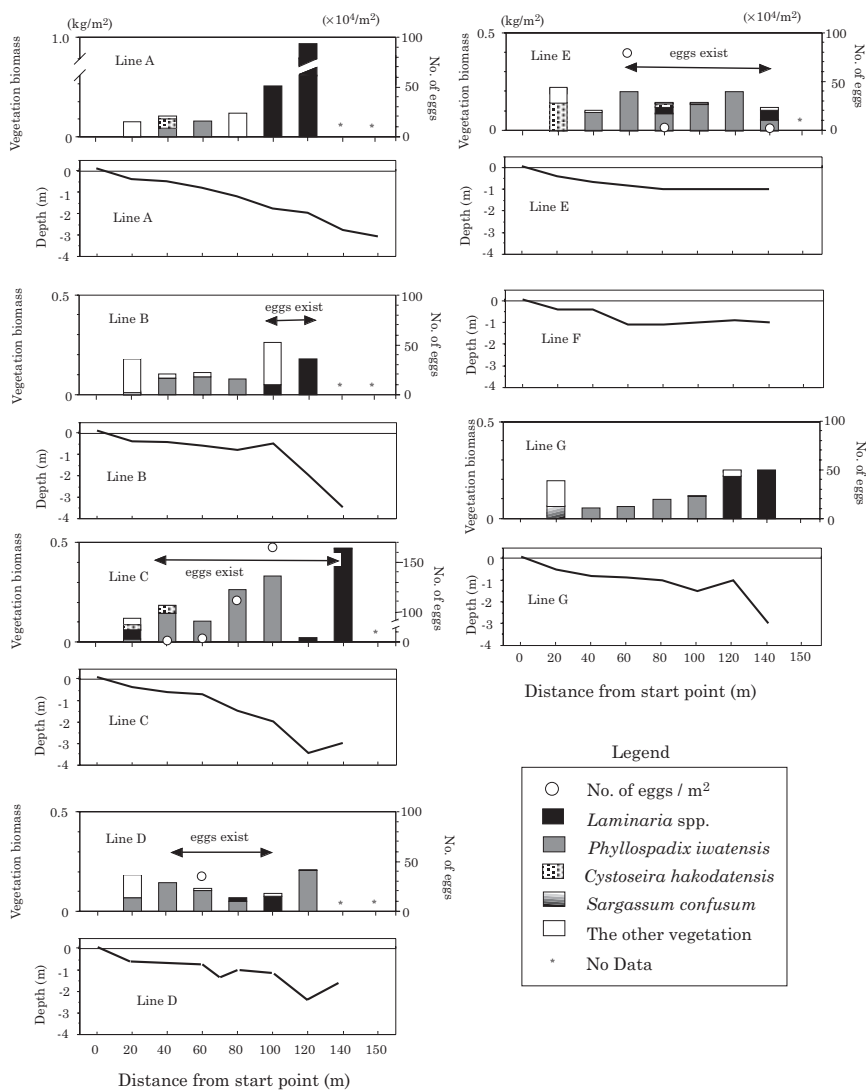 (kg/m²) (×10⁴/m²)
1.0 100
Line A
50
0 0
Vegetation biomass
No. of eggs
* *
0
-1
-2
-3
-4
Depth (m)
Line A
0.5 100
Line B
eggs exist
50
0 0
Vegetation biomass
No. of eggs
* *
0
-1
-2
-3
-4
Depth (m)
Line B
0.5
150
Line C
eggs exist
100
0 0
Vegetation biomass
No. of eggs
*
0
-1
-2
-3
-4
Depth (m)
Line C
0.5 100
Line D
eggs exist
50
0 0
Vegetation biomass
No. of eggs
* *
0
-1
-2
-3
-4
Depth (m)
Line D
0 20 40 60 80 100 120 140 150
Distance from start point (m)
(kg/m²) (×10⁴/m²)
0.5 100
Line E
eggs exist
50
0 0
Vegetation biomass
No. of eggs
*
0
-1
-2
-3
-4
Depth (m)
Line E
0
-1
-2
-3
-4
Depth (m)
Line F
0.5 100
Line G
50
0 0
Vegetation biomass
No. of eggs
0
-1
-2
-3
-4
Depth (m)
Line G
0 20 40 60 80 100 120 140 150
Distance from start point (m)
Legend
No. of eggs / m²
Laminaria spp.
Phyllospadix iwatensis
Cystoseira hakodatensis
Sargassum confusum
The other vegetation
* No Data